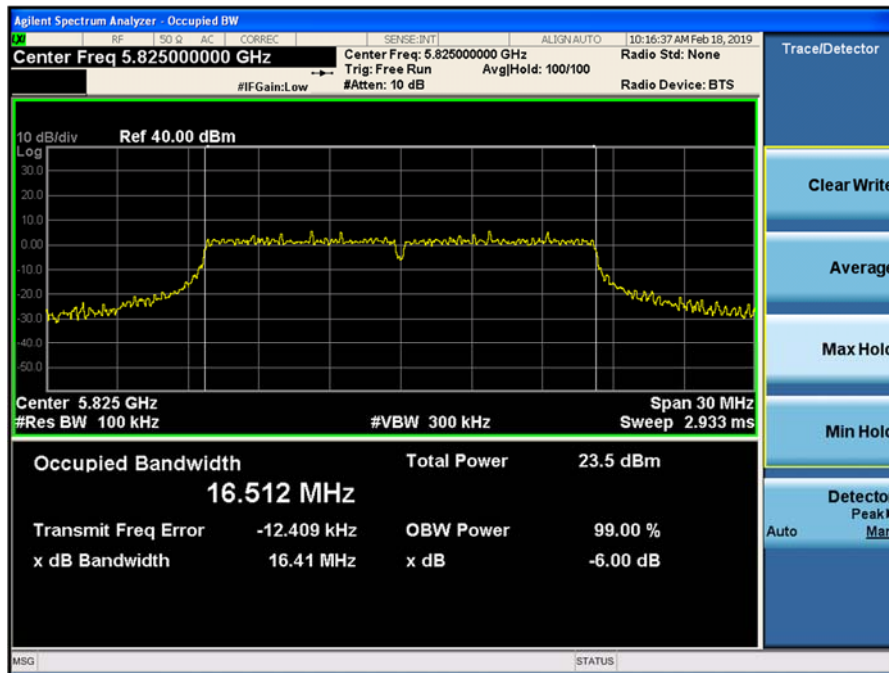 Agilent Spectrum Analyzer - Occupied BW
LXI RF 50 Ω AC CORREC SENSE:INT ALIGN AUTO 10:16:37 AM Feb 18, 2019
Center Freq 5.825000000 GHz Center Freq: 5.825000000 GHz Radio Std: None Trace/Detector
Trig: Free Run Avg|Hold: 100/100
#IFGain:Low #Atten: 10 dB Radio Device: BTS
10 dB/div Ref 40.00 dBm
Log
30.0
20.0
10.0
0.00
-10.0
-20.0
-30.0
-40.0
-50.0
Clear Write
Average
Max Hold
Min Hold
Center 5.825 GHz Span 30 MHz
#Res BW 100 kHz #VBW 300 kHz Sweep 2.933 ms
Occupied Bandwidth Total Power 23.5 dBm
16.512 MHz
Transmit Freq Error -12.409 kHz OBW Power 99.00 %
x dB Bandwidth 16.41 MHz x dB -6.00 dB
Detector
Peak
Auto Man
MSG STATUS